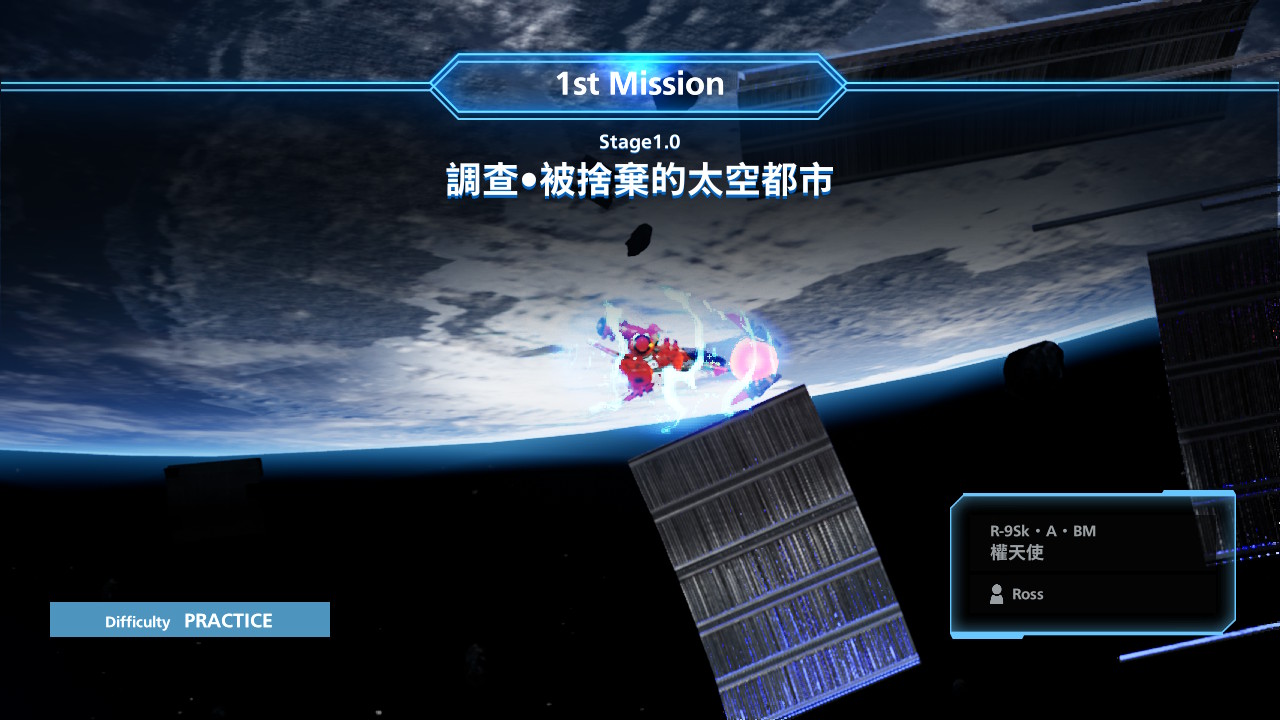 1st Mission
Stage1.0
調查•被捨棄的太空都市
R-9Sk・A・BM
權天使
Ross
Difficulty PRACTICE